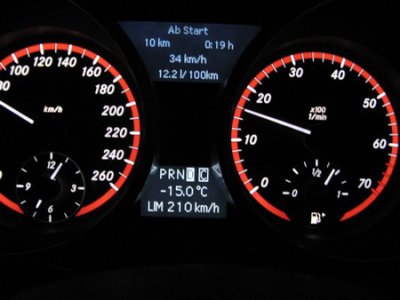 Ab Start
10 km 0:19 h
34 km/h
12.2 l/100km
80 100 120 140 160 180 200 220 240 260
km/h
12 3 6 9
PRND C
-15.0 °C
LIM 210 km/h
0 10 20 30 40 50 60 70
x100
1/min
0 1/2 1